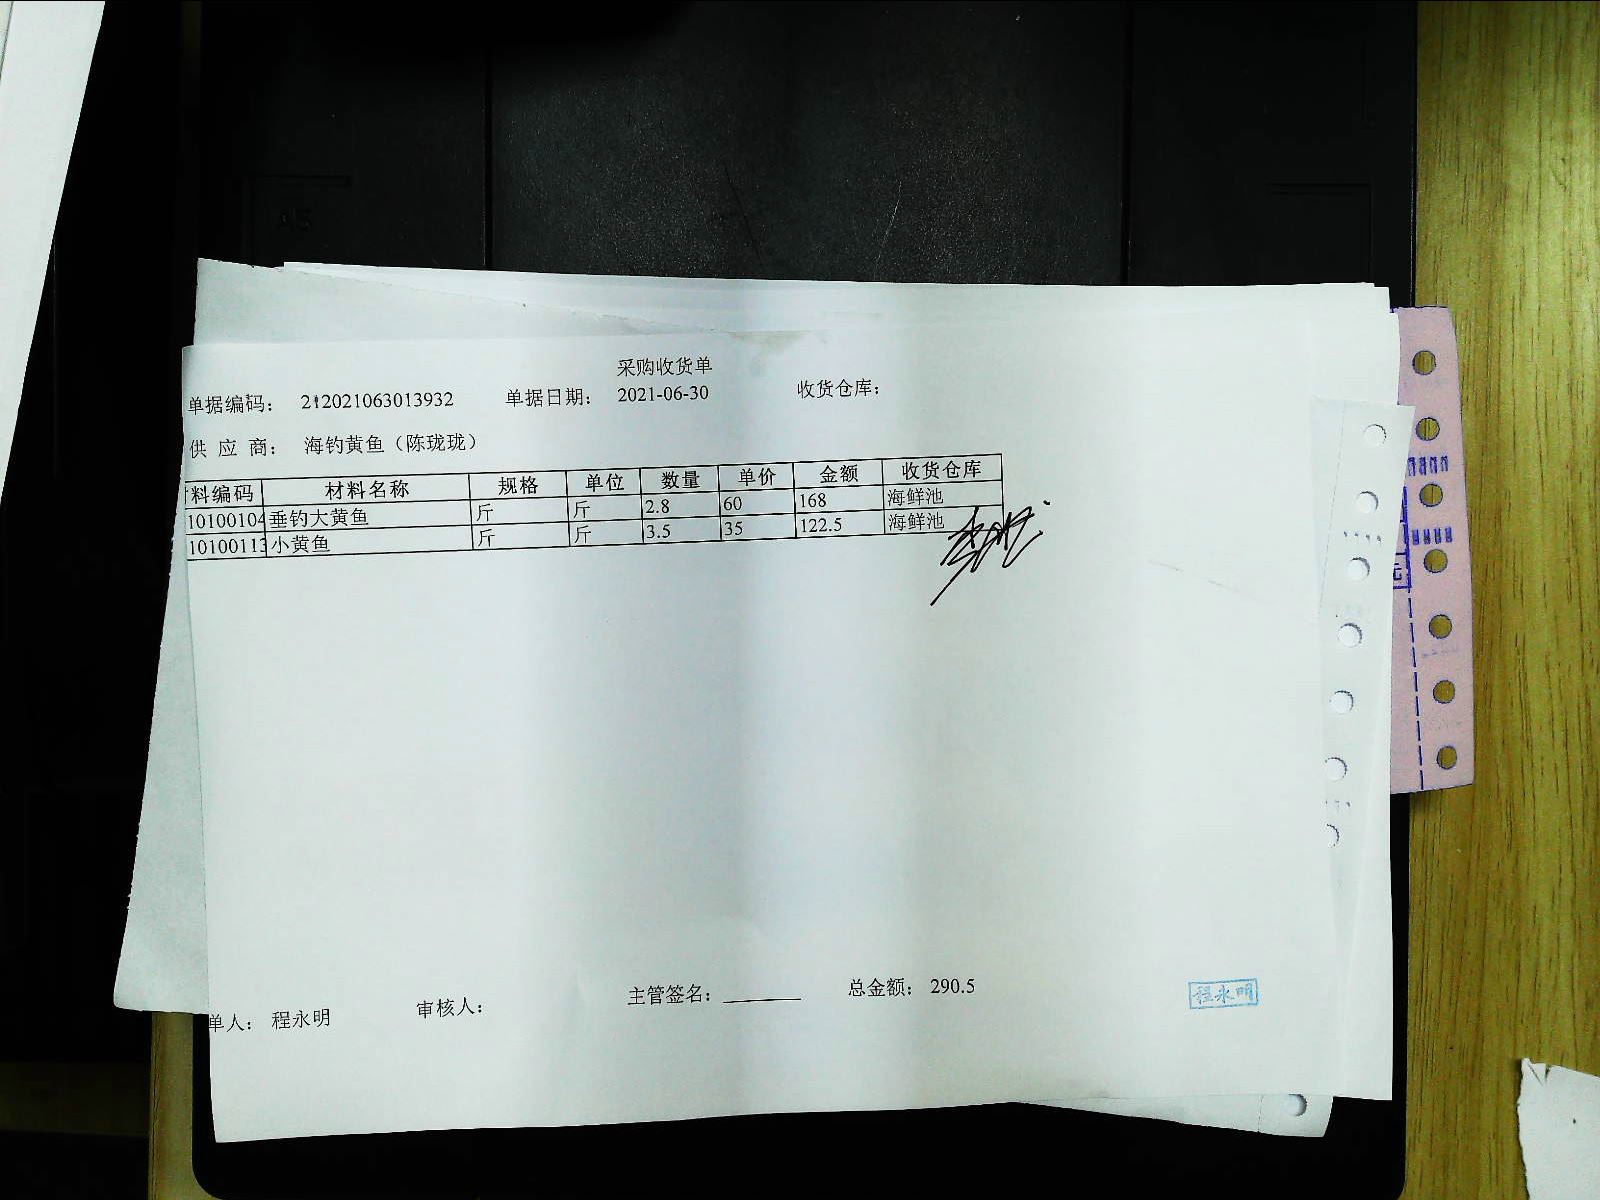 采购收货单
单据编码： 212021063013932 单据日期： 2021-06-30 收货仓库：
供 应 商： 海钓黄鱼（陈珑珑）
料编码 材料名称 规格 单位 数量 单价 金额 收货仓库
10100104 垂钓大黄鱼 斤 斤 2.8 60 168 海鲜池
10100113 小黄鱼 斤 斤 3.5 35 122.5 海鲜池
单人： 程永明 审核人： 主管签名： 总金额： 290.5
程永明
元
A5